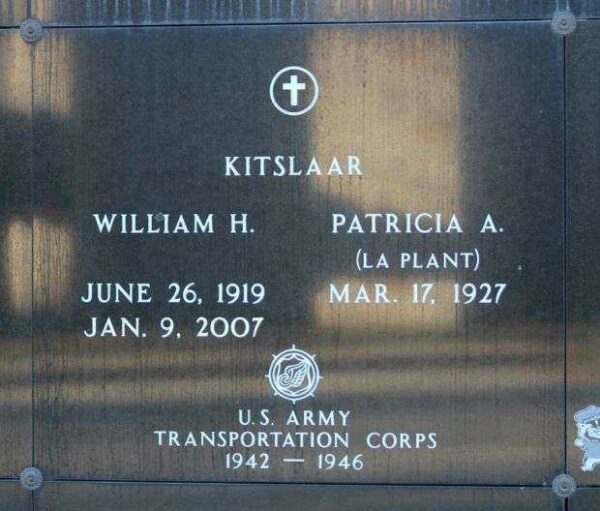 KITSLAAR
WILLIAM H. PATRICIA A.
(LA PLANT)
JUNE 26, 1919 MAR. 17, 1927
JAN. 9, 2007
U.S. ARMY
TRANSPORTATION CORPS
1942 — 1946